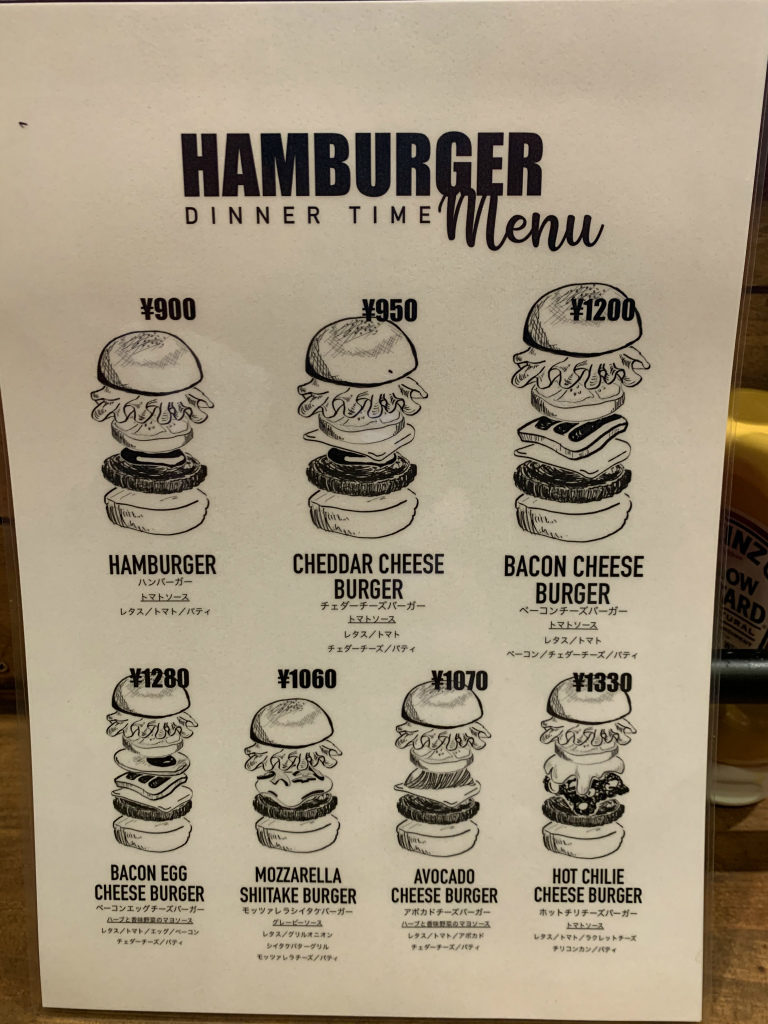 HAMBURGER
DINNER TIME Menu
¥900
HAMBURGER
ハンバーガー
トマトソース
レタス／トマト／パティ
¥950
CHEDDAR CHEESE
BURGER
チェダーチーズバーガー
トマトソース
レタス／トマト
チェダーチーズ／パティ
¥1200
BACON CHEESE
BURGER
ベーコンチーズバーガー
トマトソース
レタス／トマト
ベーコン／チェダーチーズ／パティ
¥1280
BACON EGG
CHEESE BURGER
ベーコンエッグチーズバーガー
ハーブと香味野菜のマヨソース
レタス／トマト／エッグ／ベーコン
チェダーチーズ／パティ
¥1060
MOZZARELLA
SHIITAKE BURGER
モッツァレラシイタケバーガー
グレービーソース
レタス／グリルオニオン
シイタケバターグリル
モッツァレラチーズ／パティ
¥1070
AVOCADO
CHEESE BURGER
アボカドチーズバーガー
ハーブと香味野菜のマヨソース
レタス／トマト／アボカド
チェダーチーズ／パティ
¥1330
HOT CHILIE
CHEESE BURGER
ホットチリチーズバーガー
トマトソース
レタス／トマト／ラクレットチーズ
チリコンカン／パティ
INZ
OW
ARD
URAL